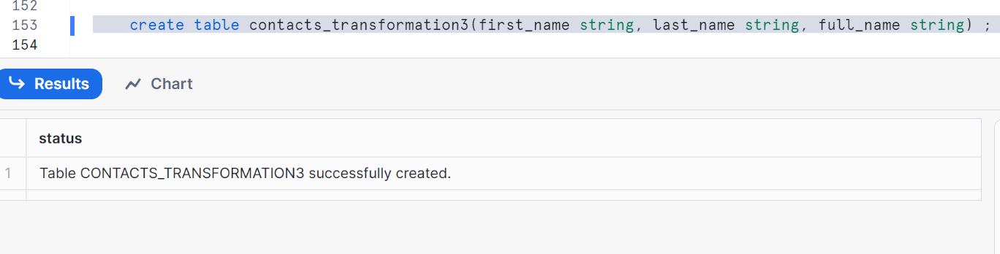 152
153 create table contacts_transformation3(first_name string, last_name string, full_name string) ;
154
Results Chart
status
1 Table CONTACTS_TRANSFORMATION3 successfully created.